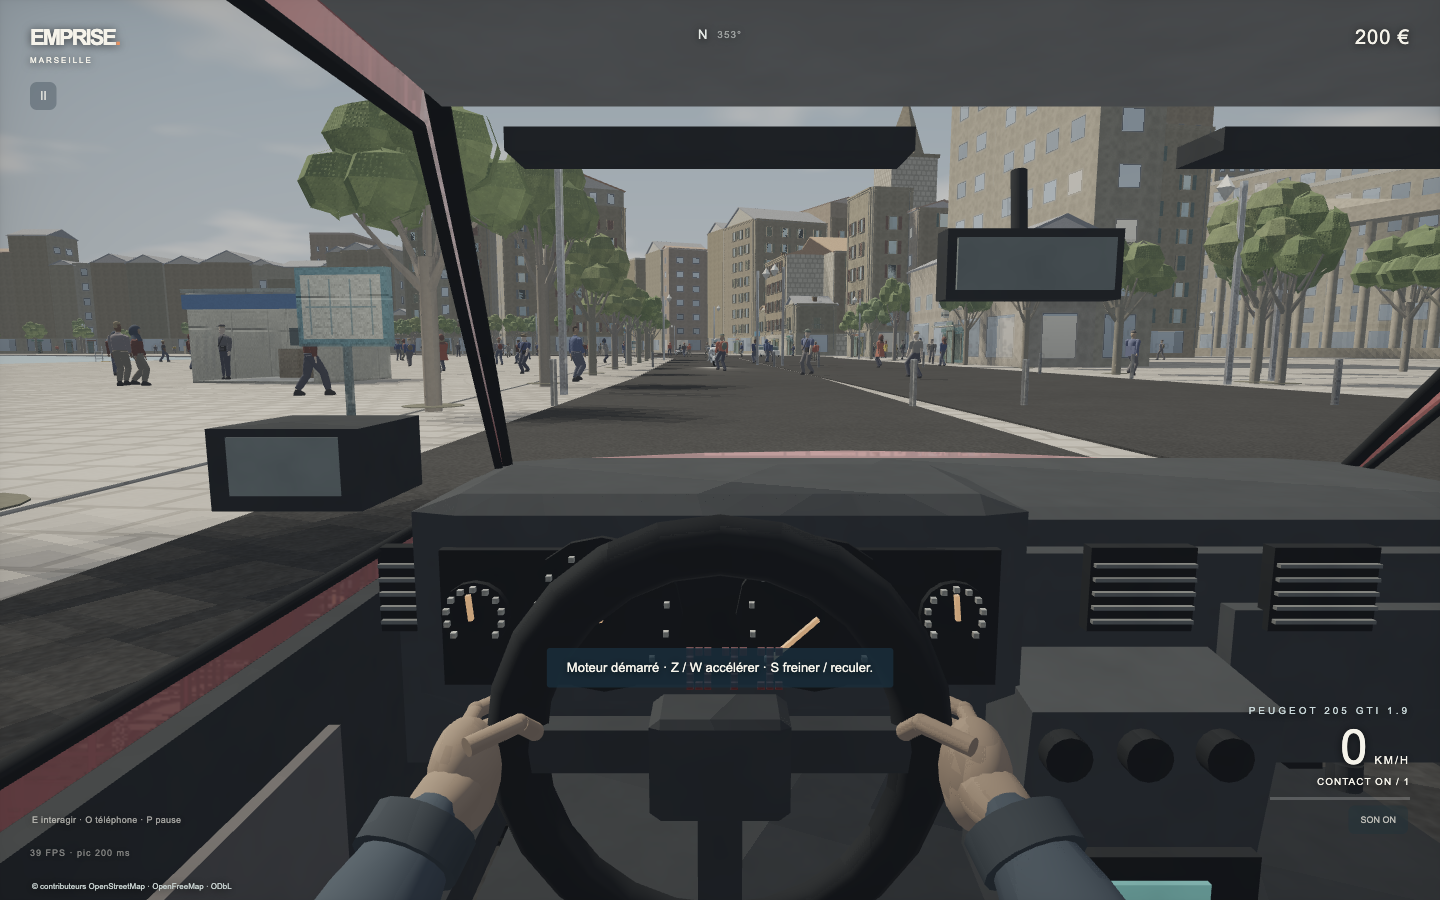 EMPRISE.
MARSEILLE
N 353°
200 €
Moteur démarré · Z / W accélérer · S freiner / reculer.
PEUGEOT 205 GTI 1.9
0 KM/H
CONTACT ON / 1
SON ON
E interagir · O téléphone · P pause
39 FPS · pic 200 ms
© contributeurs OpenStreetMap · OpenFreeMap · ODbL